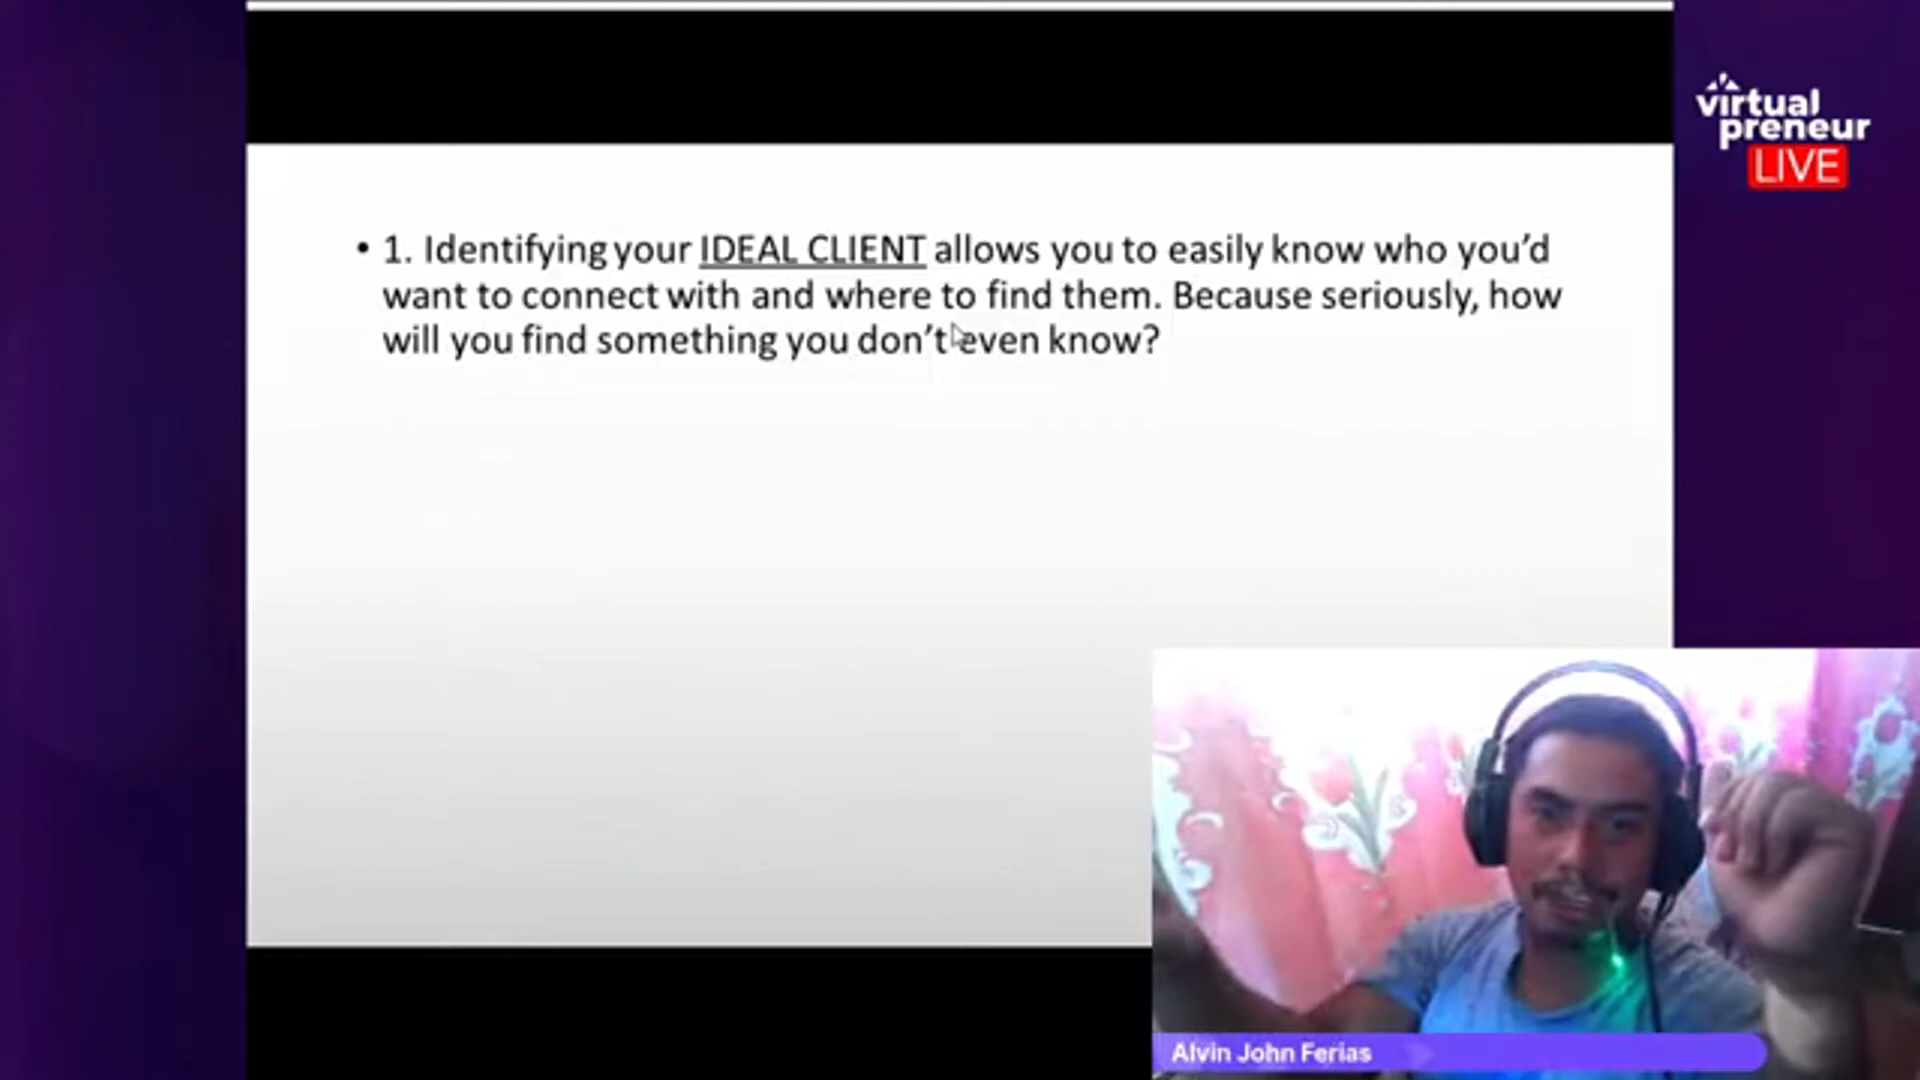 virtual
preneur
LIVE
• 1. Identifying your IDEAL CLIENT allows you to easily know who you’d
want to connect with and where to find them. Because seriously, how
will you find something you don’t even know?
Alvin John Ferias